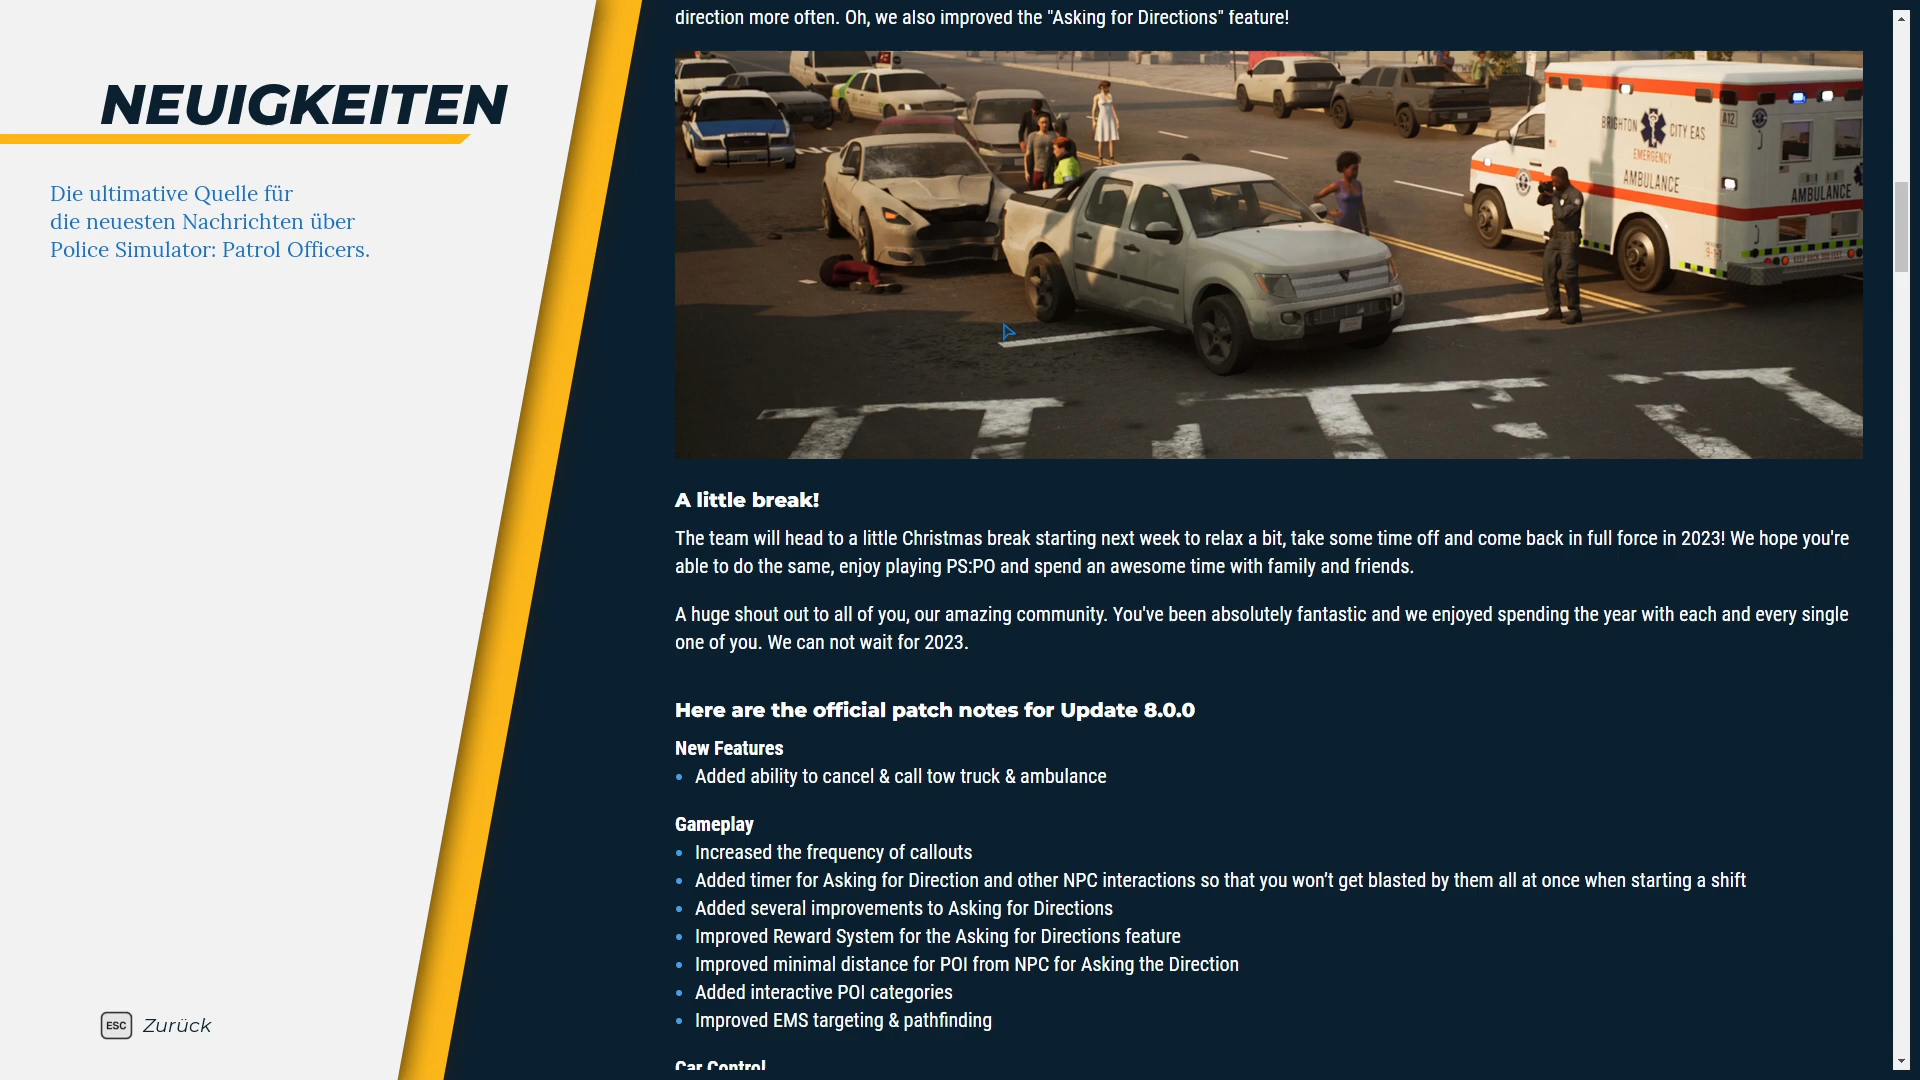 NEUIGKEITEN
Die ultimative Quelle für
die neuesten Nachrichten über
Police Simulator: Patrol Officers.
direction more often. Oh, we also improved the "Asking for Directions" feature!
BRIGHTON CITY EAS
A12
EMERGENCY
AMBULANCE
AMBULANCE
A little break!
The team will head to a little Christmas break starting next week to relax a bit, take some time off and come back in full force in 2023! We hope you're
able to do the same, enjoy playing PS:PO and spend an awesome time with family and friends.
A huge shout out to all of you, our amazing community. You've been absolutely fantastic and we enjoyed spending the year with each and every single
one of you. We can not wait for 2023.
Here are the official patch notes for Update 8.0.0
New Features
• Added ability to cancel & call tow truck & ambulance
Gameplay
• Increased the frequency of callouts
• Added timer for Asking for Direction and other NPC interactions so that you won’t get blasted by them all at once when starting a shift
• Added several improvements to Asking for Directions
• Improved Reward System for the Asking for Directions feature
• Improved minimal distance for POI from NPC for Asking the Direction
• Added interactive POI categories
• Improved EMS targeting & pathfinding
Car Control
ESC Zurück